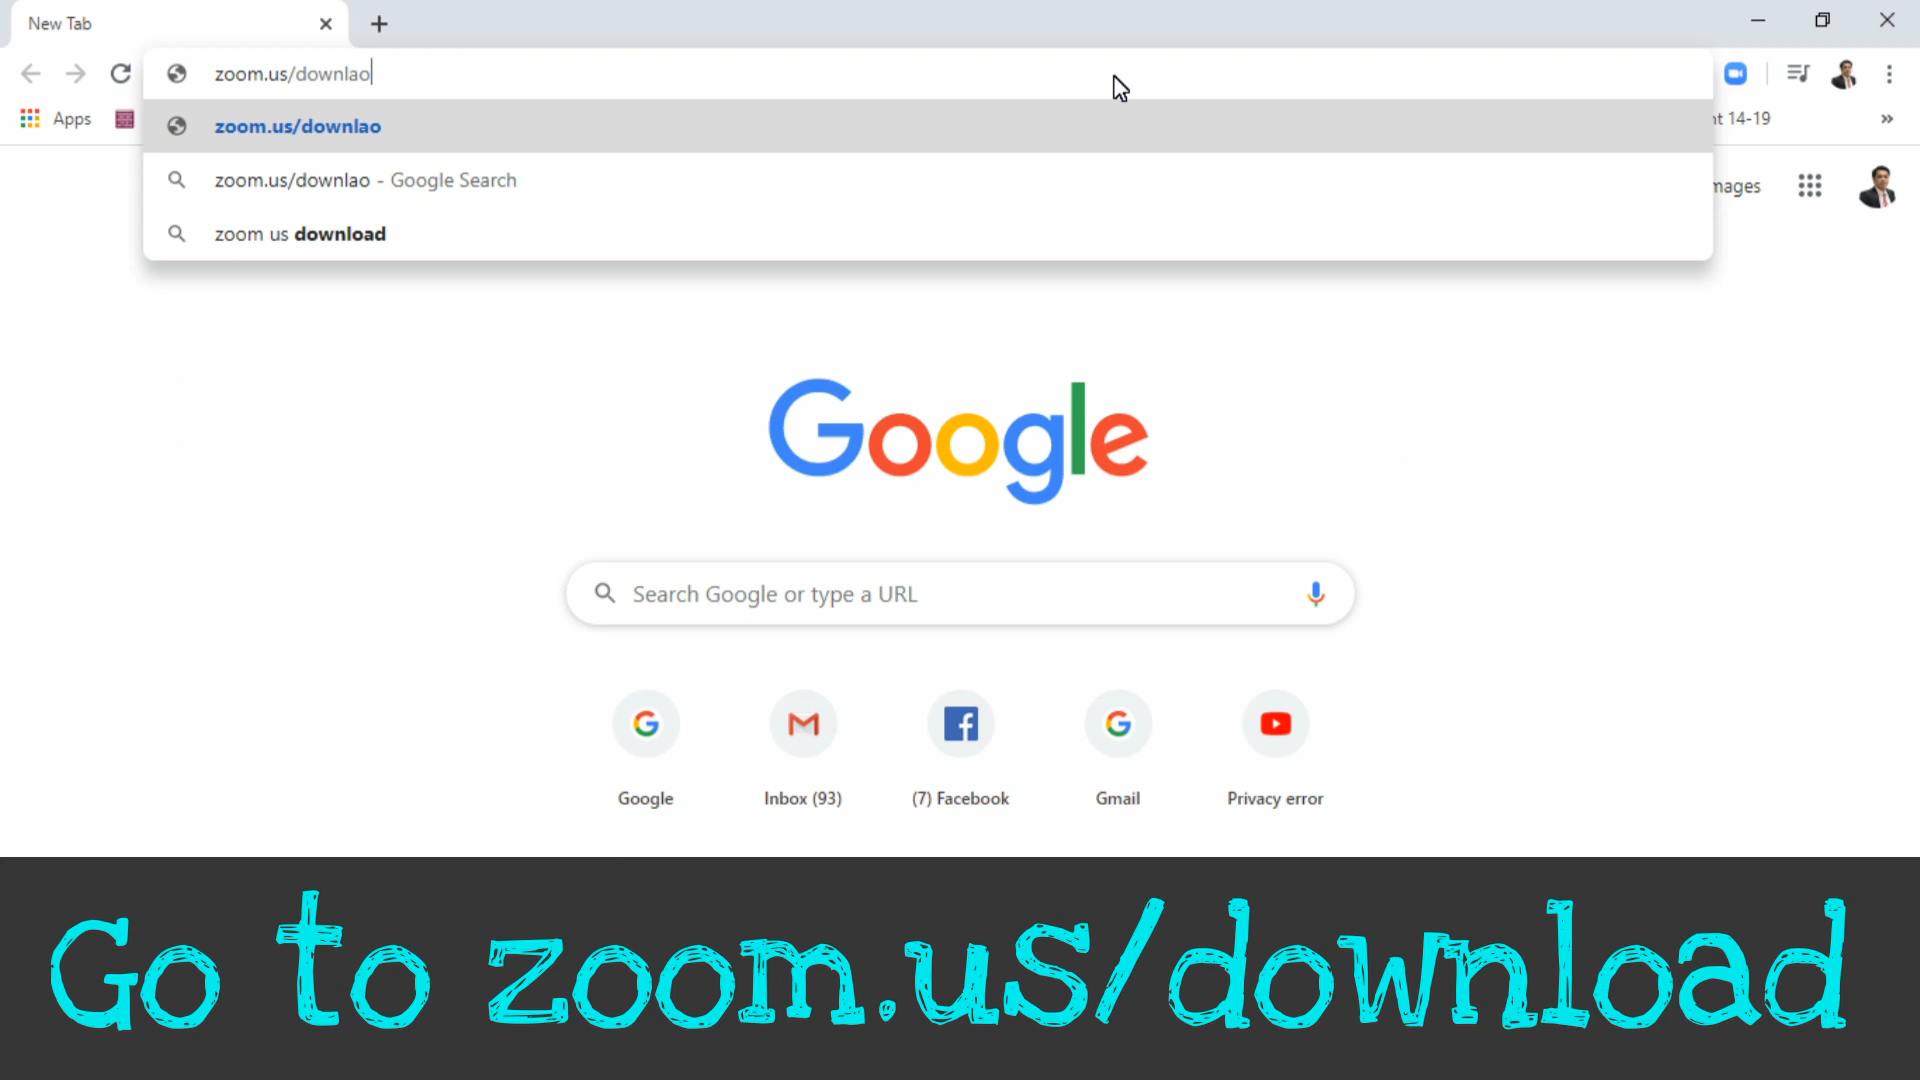 New Tab
zoom.us/downlao
Apps
zoom.us/downlao
nt 14-19
zoom.us/downlao - Google Search
mages
zoom us download
Google
Search Google or type a URL
Google
Inbox (93)
(7) Facebook
Gmail
Privacy error
Go to zoom.us/download